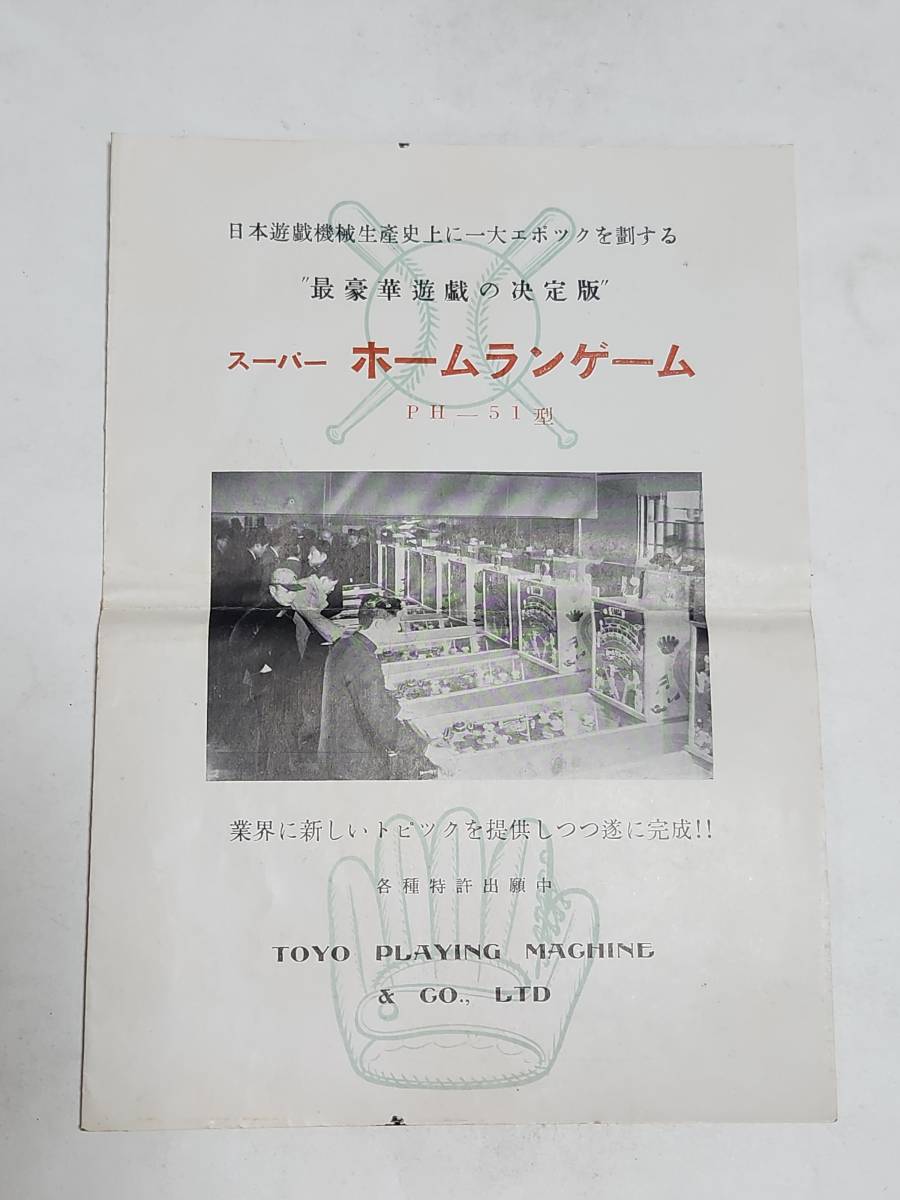 日本遊戯機械生產史上に一大エポツクを劃する
"最豪華遊戯の決定版"
スーパー ホームランゲーム
PH—51型
業界に新しいトピツクを提供しつつ遂に完成!!
各種特許出願中
TOYO PLAYING MACHINE
& CO., LTD